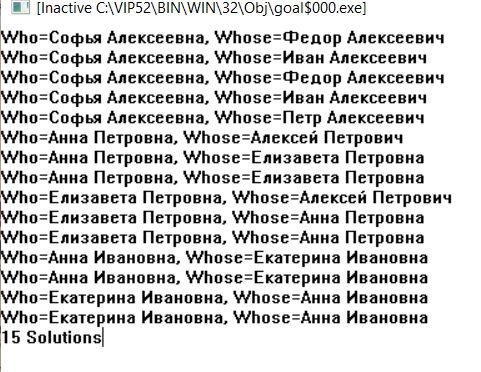 [Inactive C:\VIP52\BIN\WIN\32\Obj\goal$000.exe]
Who=Софья Алексеевна, Whose=Федор Алексеевич
Who=Софья Алексеевна, Whose=Иван Алексеевич
Who=Софья Алексеевна, Whose=Федор Алексеевич
Who=Софья Алексеевна, Whose=Иван Алексеевич
Who=Софья Алексеевна, Whose=Петр Алексеевич
Who=Анна Петровна, Whose=Алексей Петрович
Who=Анна Петровна, Whose=Елизавета Петровна
Who=Анна Петровна, Whose=Елизавета Петровна
Who=Елизавета Петровна, Whose=Алексей Петрович
Who=Елизавета Петровна, Whose=Анна Петровна
Who=Елизавета Петровна, Whose=Анна Петровна
Who=Анна Ивановна, Whose=Екатерина Ивановна
Who=Анна Ивановна, Whose=Екатерина Ивановна
Who=Екатерина Ивановна, Whose=Анна Ивановна
Who=Екатерина Ивановна, Whose=Анна Ивановна
15 Solutions